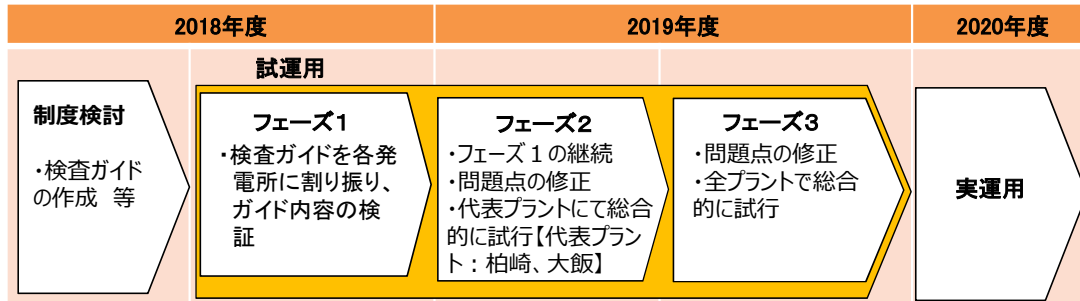 2018年度
2019年度
2020年度
試運用
制度検討
・検査ガイド
の作成 等
フェーズ1
・検査ガイドを各発
電所に割り振り、
ガイド内容の検
証
フェーズ2
・フェーズ1の継続
・問題点の修正
・代表プラントにて総合
的に試行【代表プラン
ト:柏崎、大飯】
フェーズ3
・問題点の修正
・全プラントで総合
的に試行
実運用